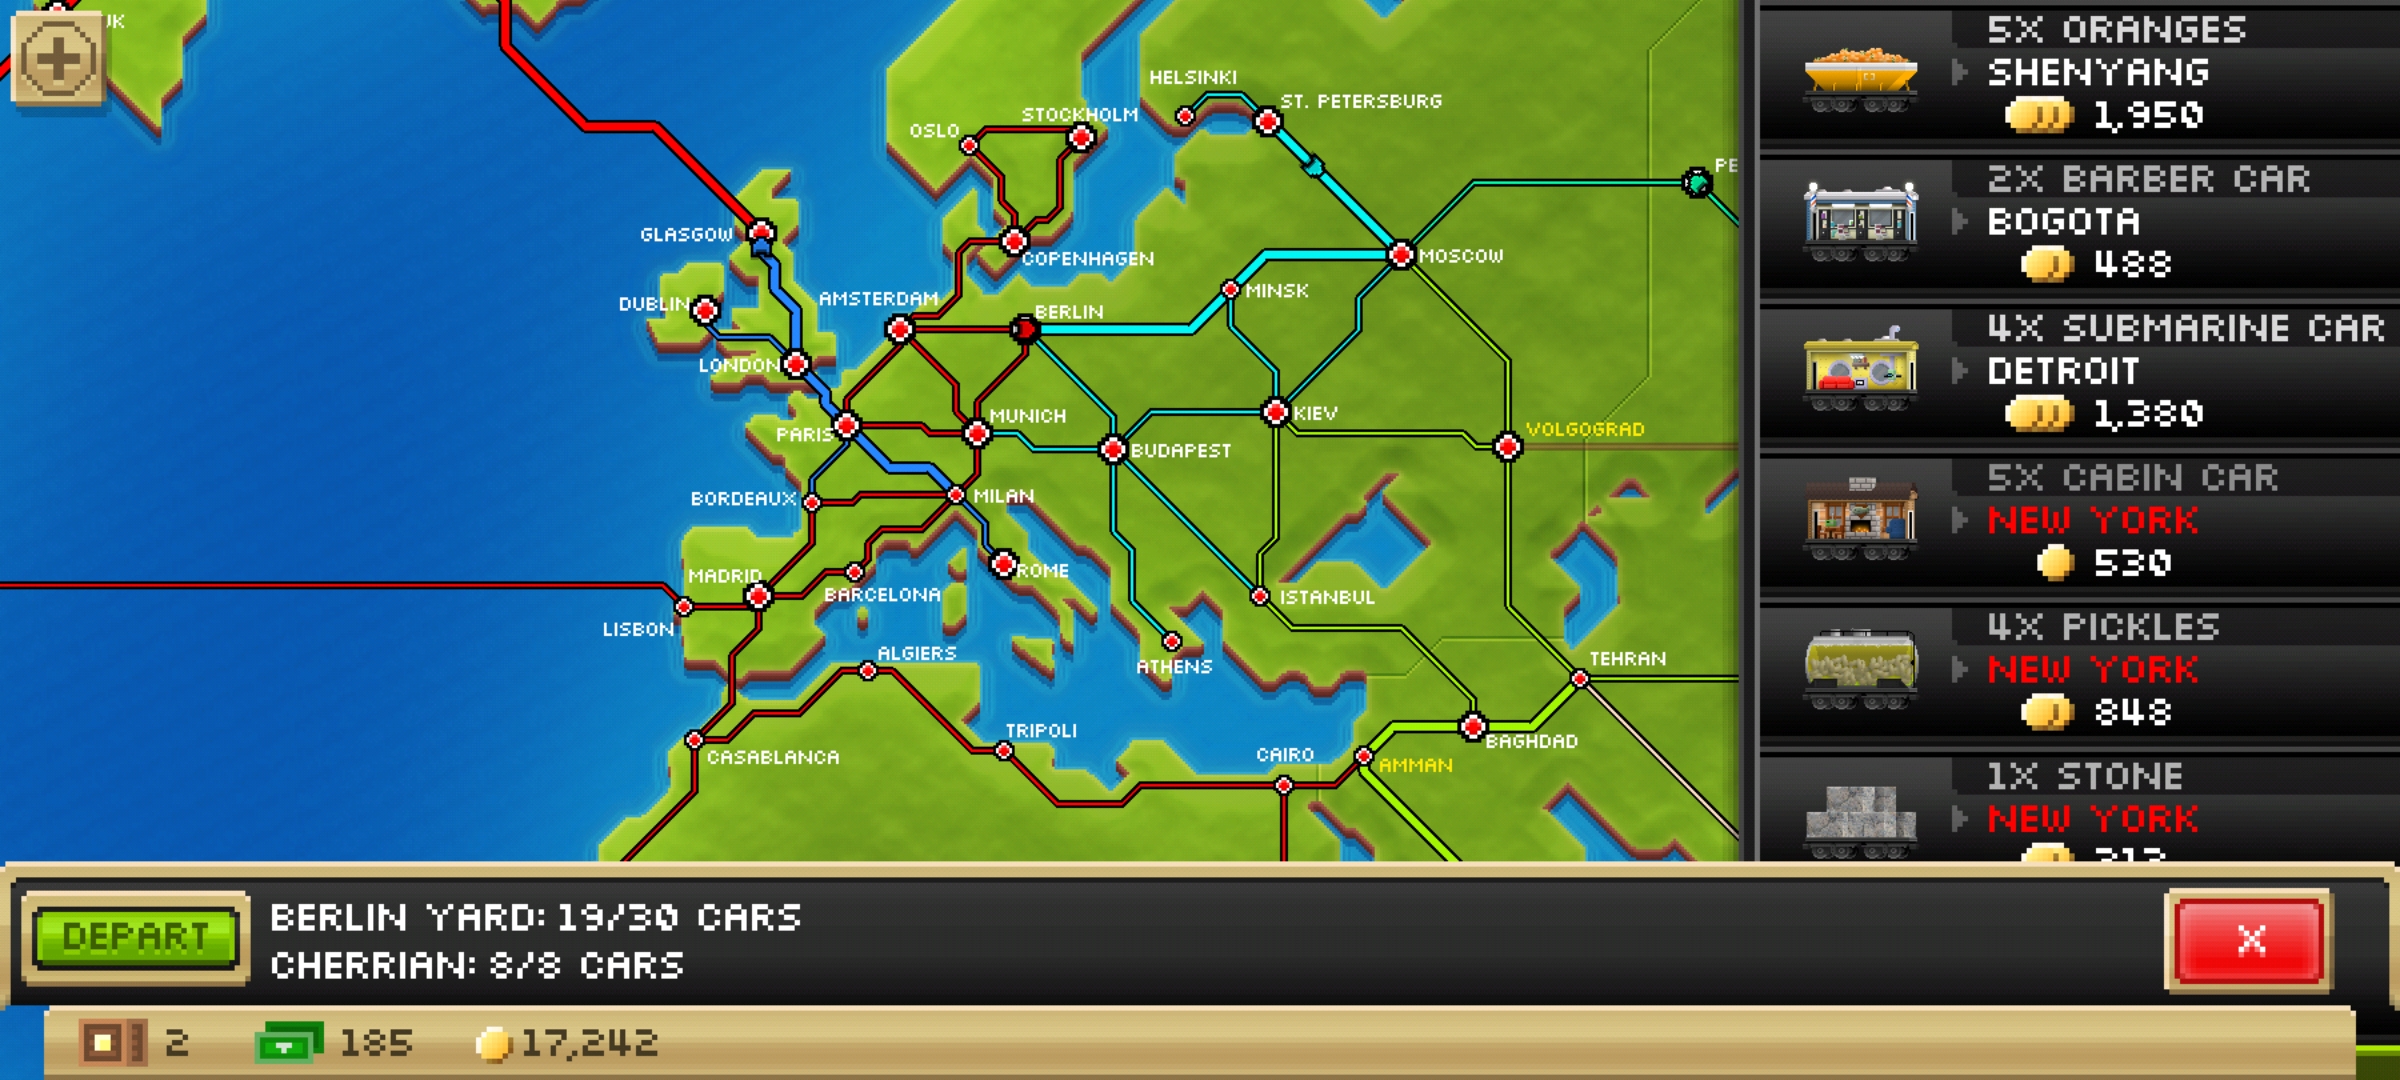 UK
HELSINKI
ST. PETERSBURG
STOCKHOLM
OSLO
PE
GLASGOW
COPENHAGEN
MOSCOW
DUBLIN
AMSTERDAM
MINSK
BERLIN
LONDON
MUNICH
KIEV
PARIS
VOLGOGRAD
BUDAPEST
BORDEAUX
MILAN
ROME
MADRID
BARCELONA
ISTANBUL
LISBON
ALGIERS
ATHENS
TEHRAN
TRIPOLI
CASABLANCA
CAIRO
BAGHDAD
AMMAN
5X ORANGES
SHENYANG
1,950
2X BARBER CAR
BOGOTA
488
4X SUBMARINE CAR
DETROIT
1,380
5X CABIN CAR
NEW YORK
530
4X PICKLES
NEW YORK
848
1X STONE
NEW YORK
DEPART
BERLIN YARD: 19/30 CARS
CHERRIAN: 8/8 CARS
X
2
185
17,242